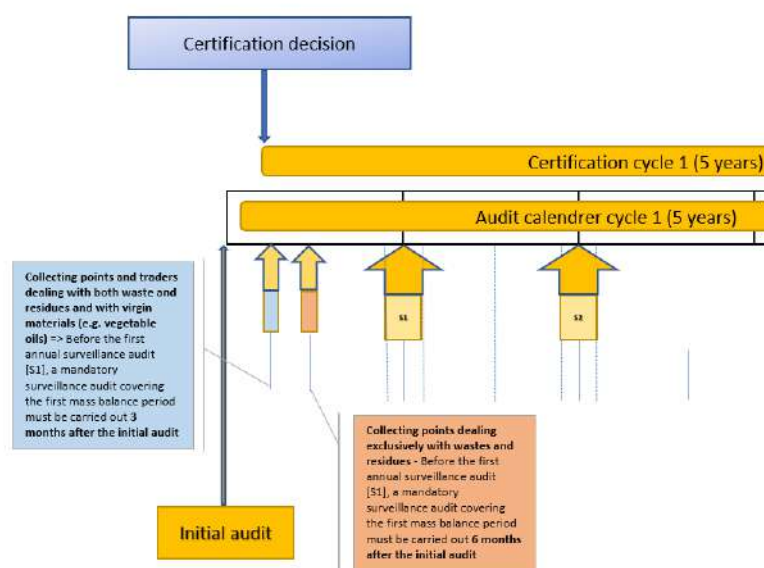 Certification decision
Certification cycle 1 (5 years)
Audit calendrer cycle 1 (5 years)
Collecting points and traders
dealing with both waste and
residues and with virgin
materials (e.g. vegetable
oils) => Before the first
annual surveillance audit
[S1], a mandatory
surveillance audit covering
the first mass balance period
must be carried out 3
months after the initial audit
S1
S1
Collecting points dealing
exclusively with wastes and
residues - Before the first
annual surveillance audit
[S1], a mandatory
surveillance audit covering
the first mass balance period
must be carried out 6 months
after the initial audit
Initial audit